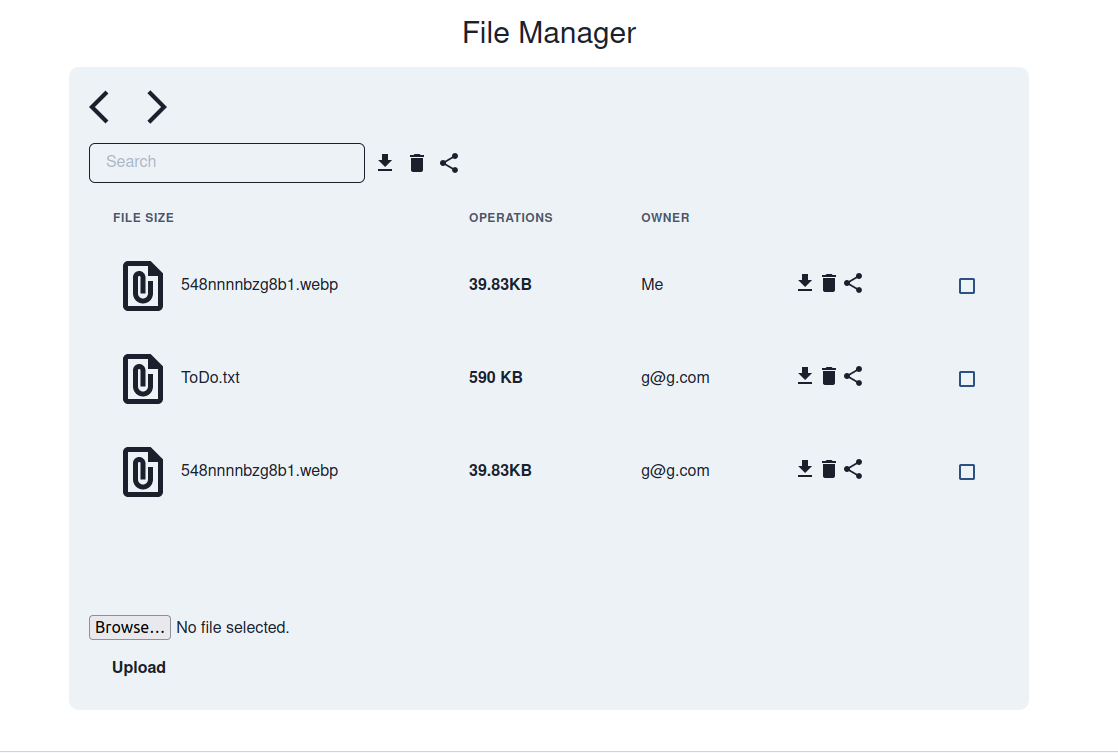 File Manager
Search
FILE SIZE OPERATIONS OWNER
548nnnnbzg8b1.webp 39.83KB Me
ToDo.txt 590 KB g@g.com
548nnnnbzg8b1.webp 39.83KB g@g.com
Browse... No file selected.
Upload